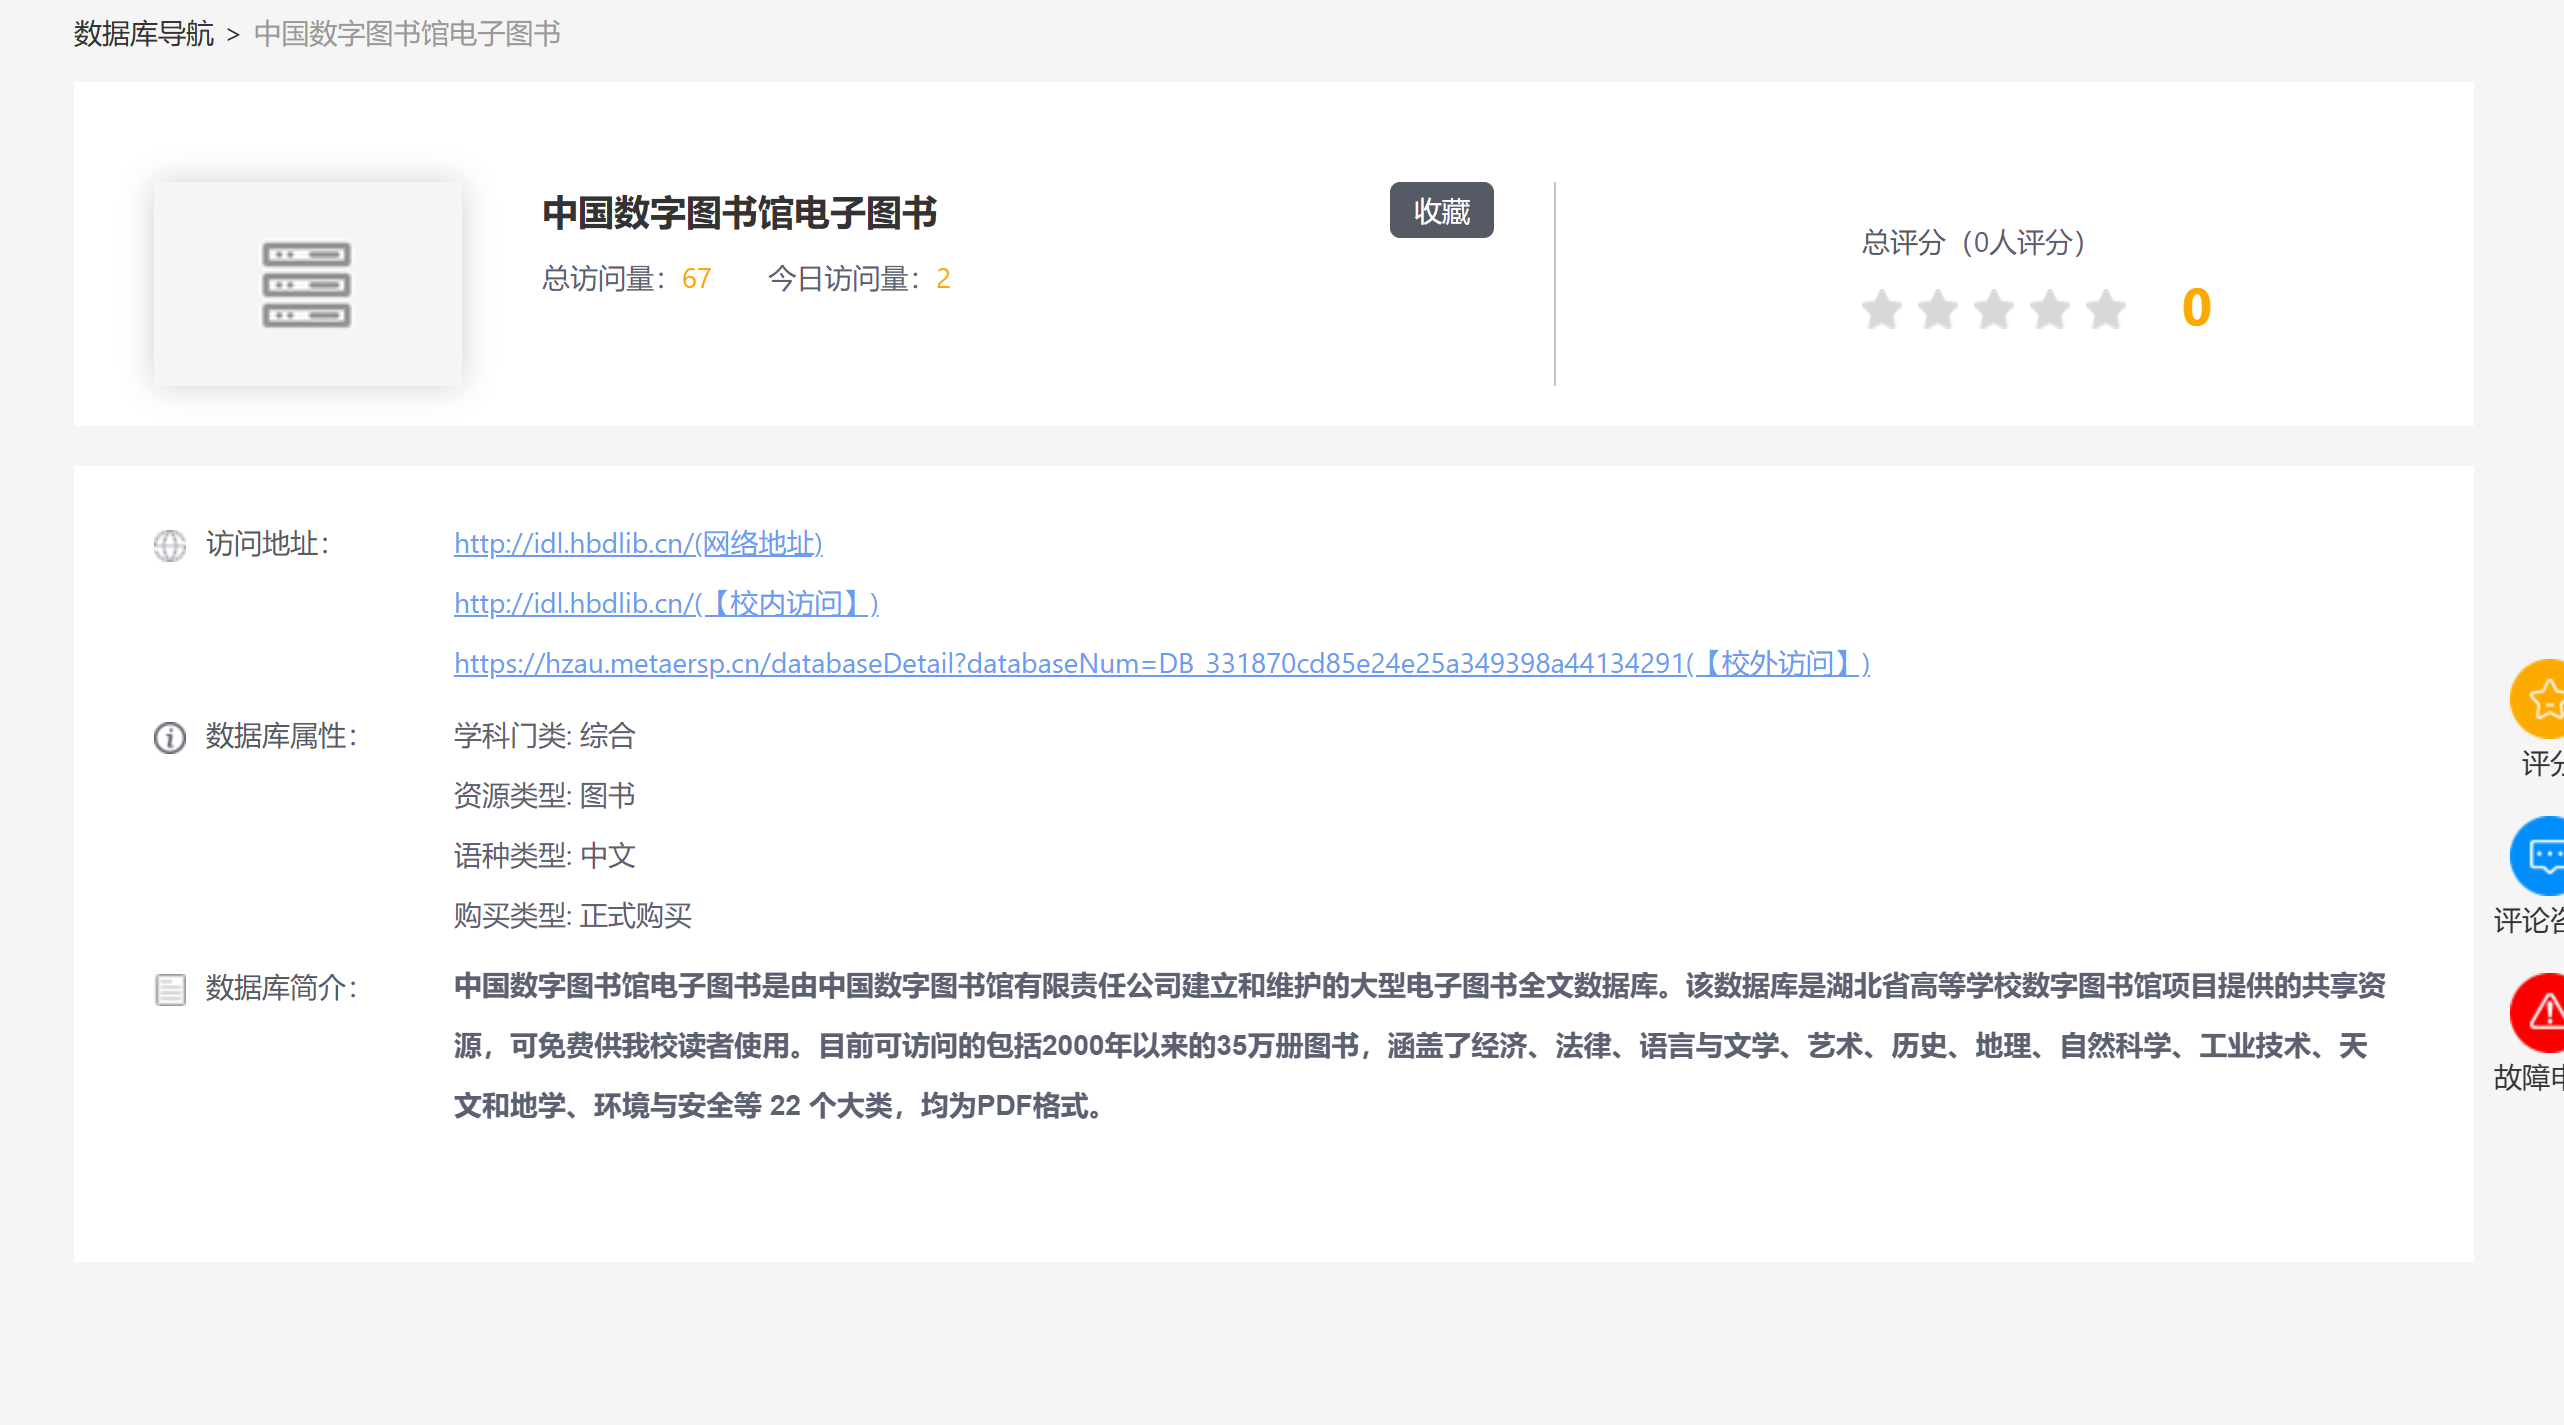 数据库导航 > 中国数字图书馆电子图书
中国数字图书馆电子图书
收藏
总访问量：67 今日访问量：2
总评分（0人评分）
0
访问地址：
http://idl.hbdlib.cn/(网络地址)
http://idl.hbdlib.cn/(【校内访问】)
https://hzau.metaersp.cn/databaseDetail?databaseNum=DB_331870cd85e24e25a349398a44134291(【校外访问】)
数据库属性：
学科门类: 综合
资源类型: 图书
语种类型: 中文
购买类型: 正式购买
数据库简介：
中国数字图书馆电子图书是由中国数字图书馆有限责任公司建立和维护的大型电子图书全文数据库。该数据库是湖北省高等学校数字图书馆项目提供的共享资
源，可免费供我校读者使用。目前可访问的包括2000年以来的35万册图书，涵盖了经济、法律、语言与文学、艺术、历史、地理、自然科学、工业技术、天
文和地学、环境与安全等 22 个大类，均为PDF格式。
评分
评论咨
故障申